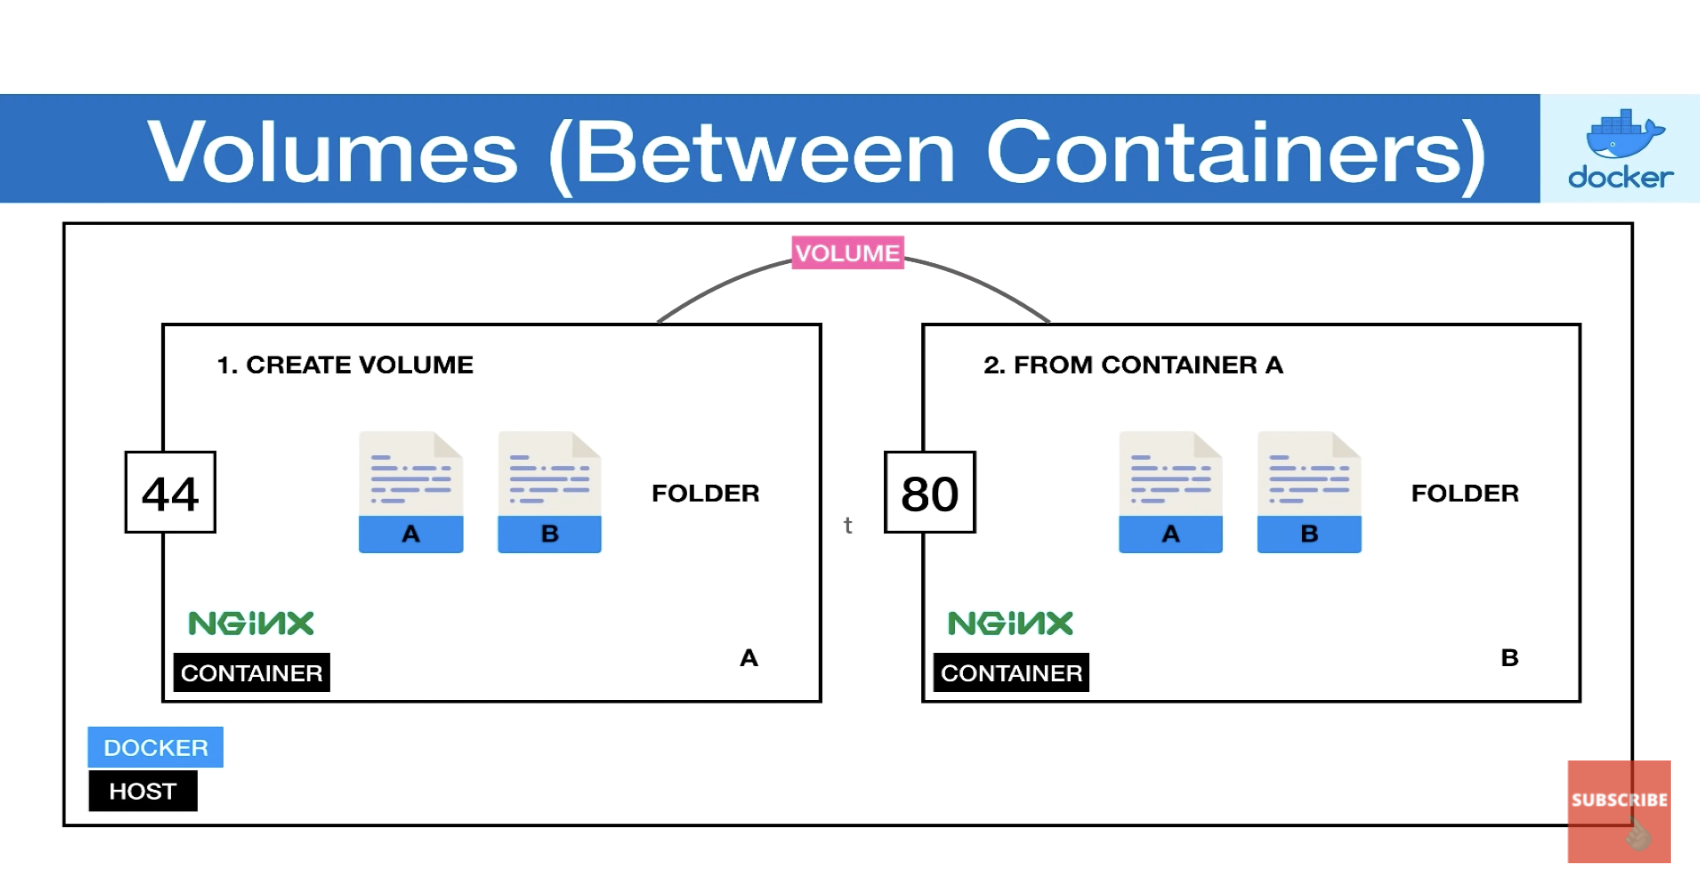 Volumes (Between Containers)
docker
VOLUME
1. CREATE VOLUME
2. FROM CONTAINER A
44
A
B
FOLDER
t
80
A
B
FOLDER
NGiNX
CONTAINER
A
NGiNX
CONTAINER
B
DOCKER
HOST
SUBSCRIBE